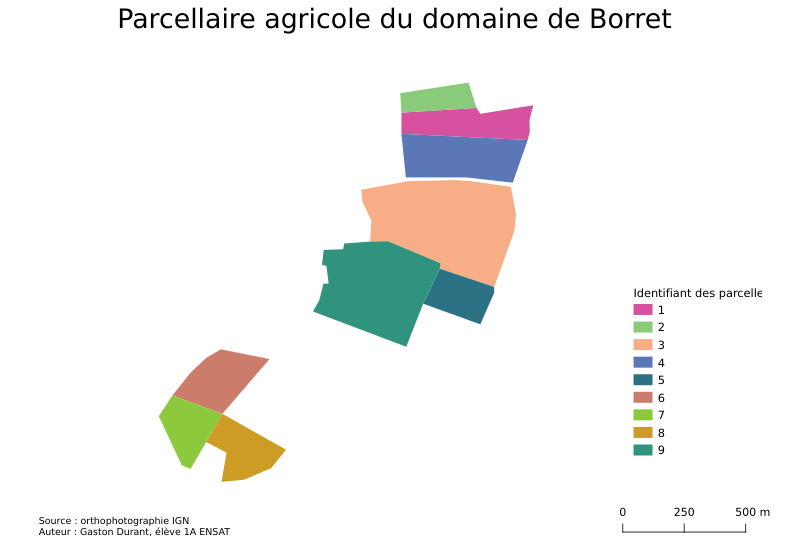 Parcellaire agricole du domaine de Borret
Identifiant des parcelle
1
2
3
4
5
6
7
8
9
0 250 500 m
Source : orthophotographie IGN
Auteur : Gaston Durant, élève 1A ENSAT